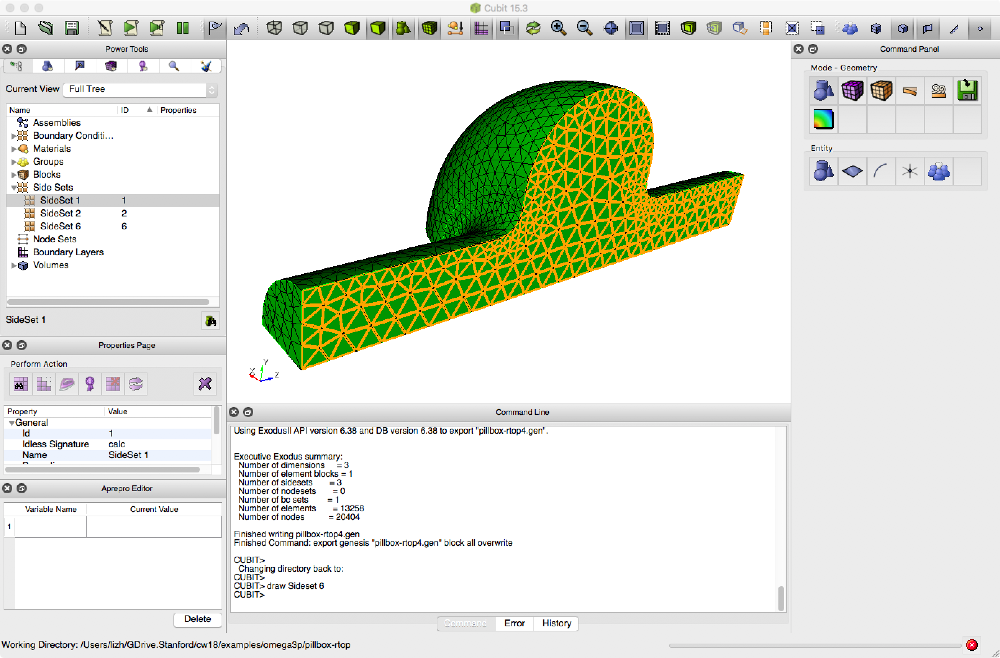 Cubit 15.3
Power Tools
Current View Full Tree
Name ID Properties
Assemblies
Boundary Conditi...
Materials
Groups
Blocks
Side Sets
SideSet 1 1
SideSet 2 2
SideSet 6 6
Node Sets
Boundary Layers
Volumes
SideSet 1
Properties Page
Perform Action
Property Value
General
Id 1
Idless Signature calc
Name SideSet 1
Aprepro Editor
Variable Name Current Value
1
Delete
X Y Z
Command Line
Using ExodusII API version 6.38 and DB version 6.38 to export "pillbox-rtop4.gen".
Executive Exodus summary:
Number of dimensions = 3
Number of element blocks = 1
Number of sidesets = 3
Number of nodesets = 0
Number of bc sets = 1
Number of elements = 13258
Number of nodes = 20404
Finished writing pillbox-rtop4.gen
Finished Command: export genesis "pillbox-rtop4.gen" block all overwrite
CUBIT>
Changing directory back to:
CUBIT>
CUBIT> draw Sideset 6
CUBIT>
Command Error History
Command Panel
Mode - Geometry
Entity
Working Directory: /Users/lizh/GDrive.Stanford/cw18/examples/omega3p/pillbox-rtop